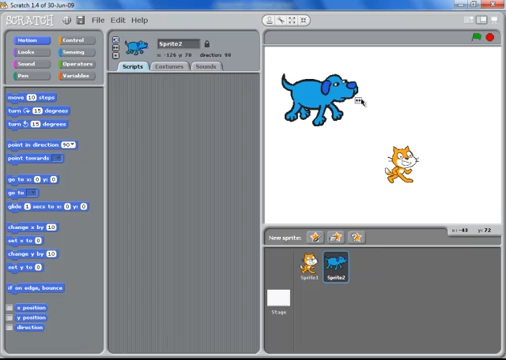 Scratch 1.4 of 30-Jun-09
SCRATCH
File Edit Help
Motion Control
Looks Sensing
Sound Operators
Pen Variables
Sprite2
x: -126 y: 70 direction: 90
Scripts Costumes Sounds
move 10 steps
turn 15 degrees
turn 15 degrees
point in direction 90
point towards
go to x: 0 y: 0
go to
glide 1 secs to x: 0 y: 0
change x by 10
set x to 0
change y by 10
set y to 0
if on edge, bounce
x position
y position
direction
x: -48 y: 72
New sprite:
Sprite1
Sprite2
Stage